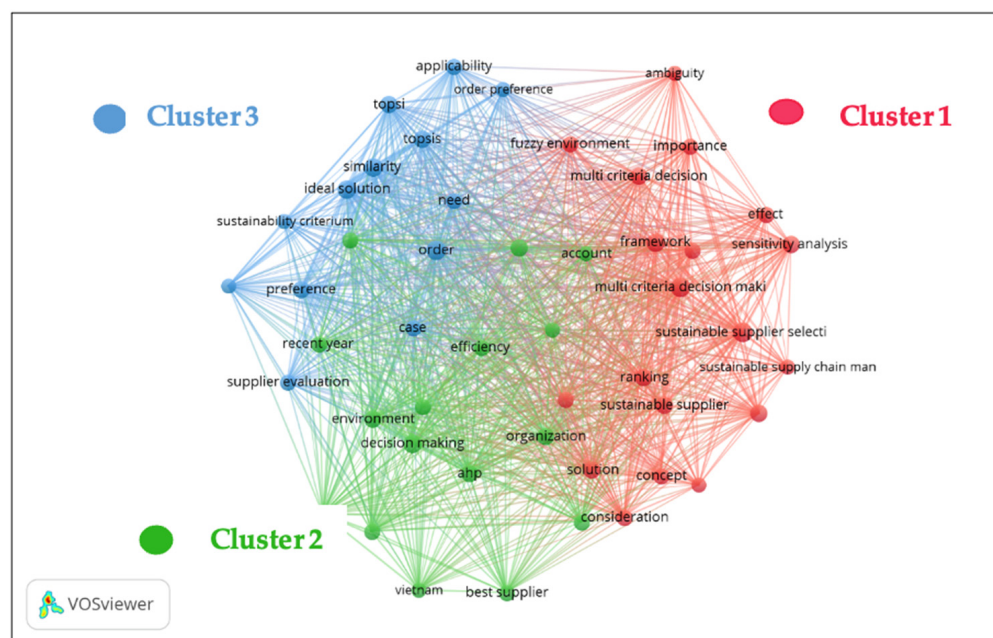 applicability
ambiguity
order preference
topsi
Cluster 3
Cluster 1
topsis
fuzzy environment
importance
similarity
multi criteria decision
ideal solution
need
sustainability criterium
effect
order
account
framework
sensitivity analysis
preference
multi criteria decision maki
case
sustainable supplier selecti
recent year
efficiency
sustainable supply chain man
supplier evaluation
ranking
sustainable supplier
environment
decision making
organization
ahp
solution
concept
consideration
Cluster 2
vietnam
best supplier
VOSviewer